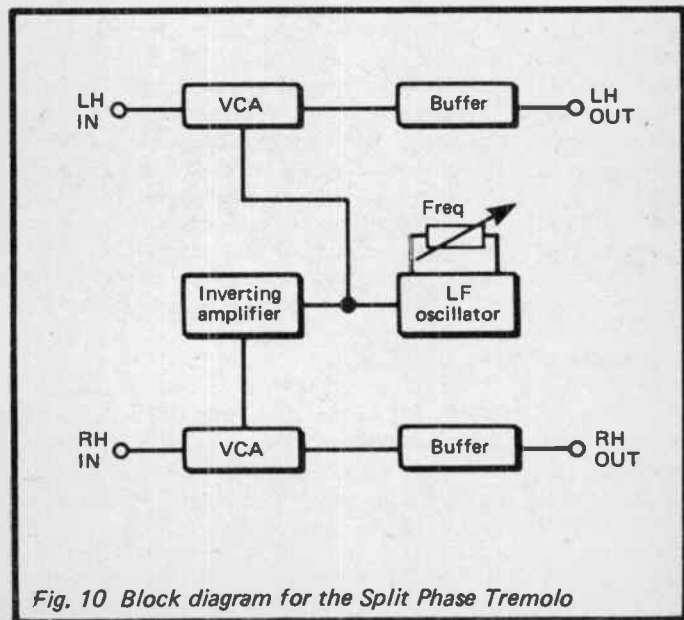 LH
IN
VCA
Buffer
LH
OUT
Freq
Inverting
amplifier
LF
oscillator
RH
IN
VCA
Buffer
RH
OUT
Fig. 10 Block diagram for the Split Phase Tremolo